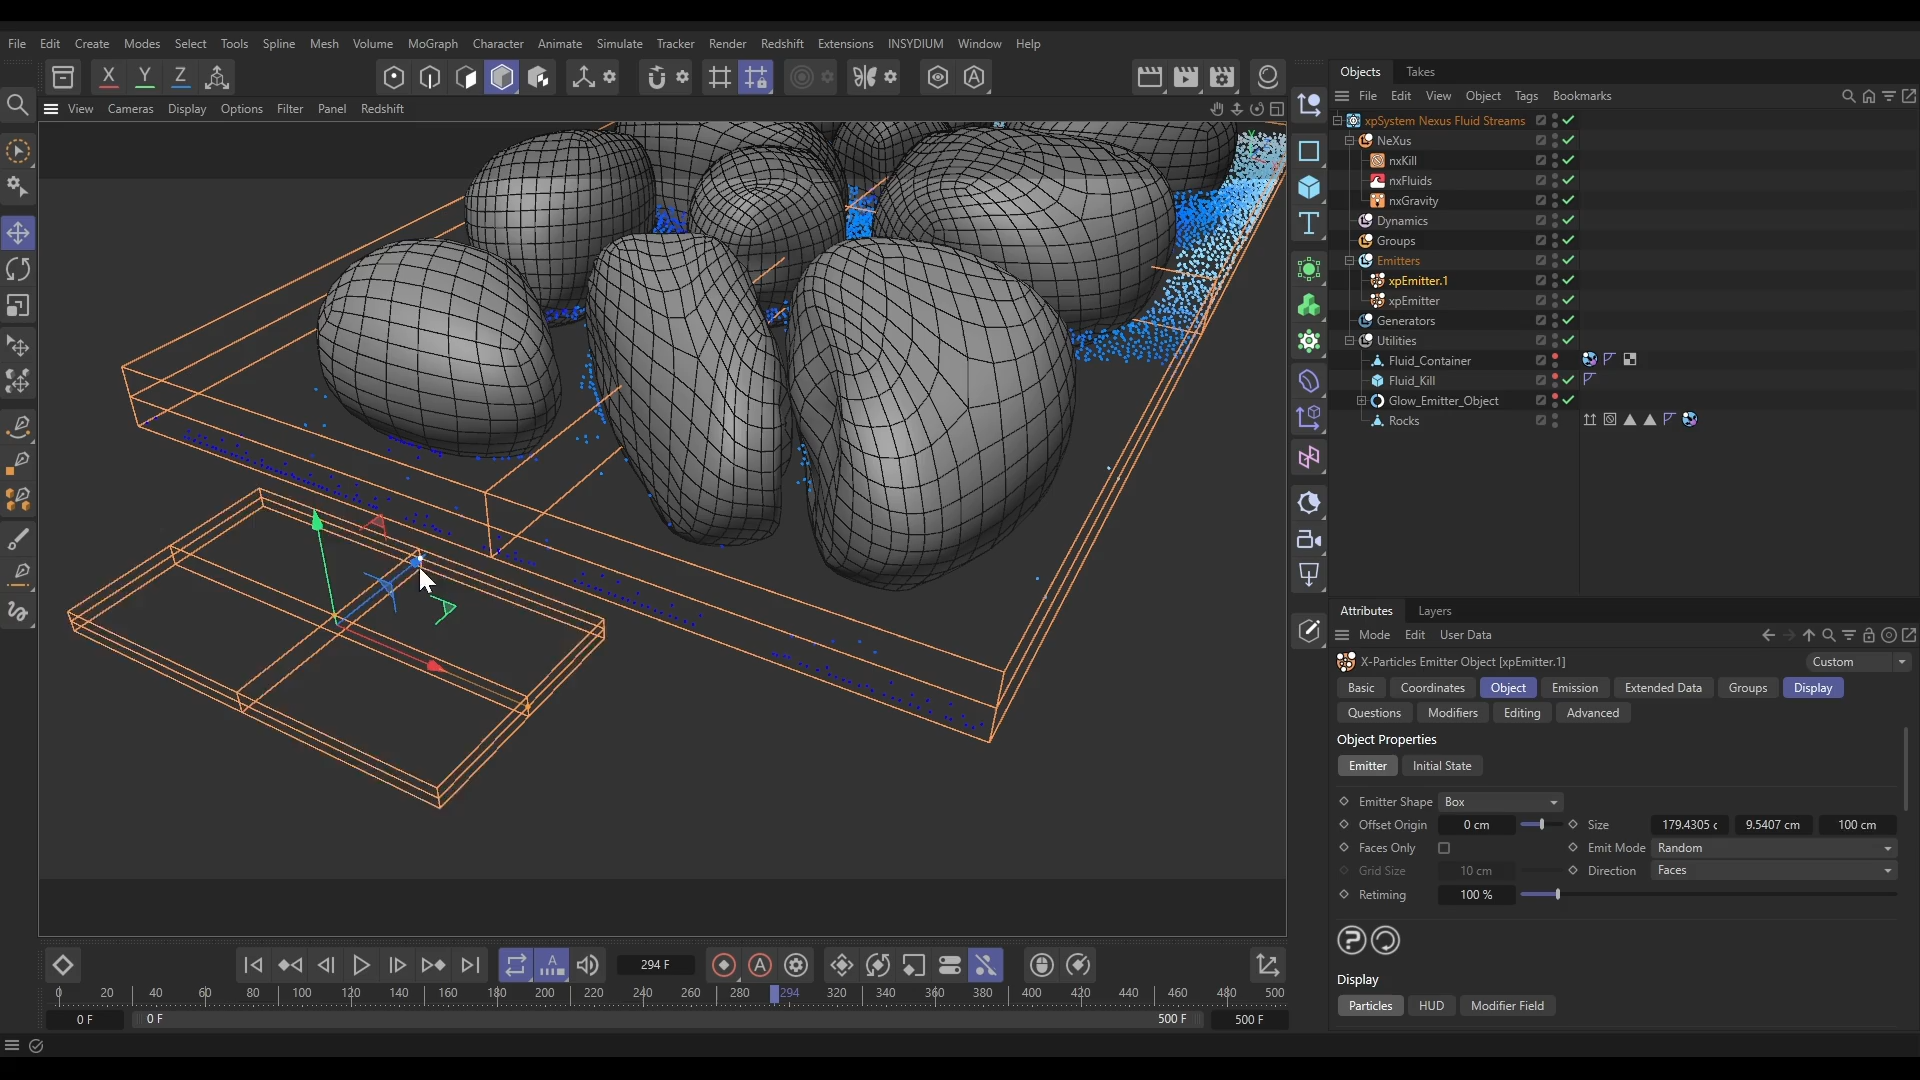 File Edit Create Modes Select Tools Spline Mesh Volume MoGraph Character Animate Simulate Tracker Render Redshift Extensions INSYDIUM Window Help
X Y Z
View Cameras Display Options Filter Panel Redshift
Objects Takes
File Edit View Object Tags Bookmarks
xpSystem Nexus Fluid Streams
NeXus
nxKill
nxFluids
nxGravity
Dynamics
Groups
Emitters
xpEmitter.1
xpEmitter
Generators
Utilities
Fluid_Container
Fluid_Kill
Glow_Emitter_Object
Rocks
Attributes Layers
Mode Edit User Data
X-Particles Emitter Object [xpEmitter.1] Custom
Basic Coordinates Object Emission Extended Data Groups Display
Questions Modifiers Editing Advanced
Object Properties
Emitter Initial State
Emitter Shape Box
Offset Origin 0 cm Size 179.4305 c 9.5407 cm 100 cm
Faces Only Emit Mode Random
Grid Size 10 cm Direction Faces
Retiming 100 %
Display
Particles HUD Modifier Field
294 F
0 20 40 60 80 100 120 140 160 180 200 220 240 260 280 294 320 340 360 380 400 420 440 460 480 500
0 F 0 F 500 F 500 F